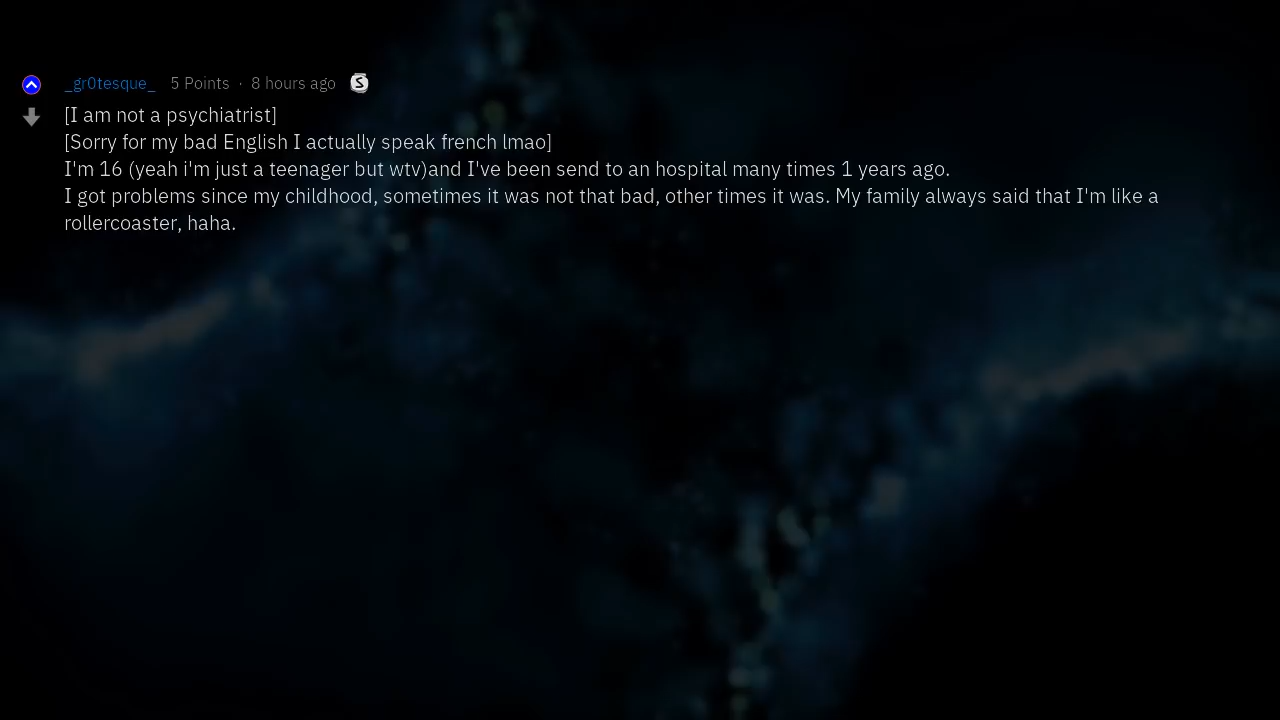 _gr0tesque_ 5 Points · 8 hours ago
[I am not a psychiatrist]
[Sorry for my bad English I actually speak french lmao]
I'm 16 (yeah i'm just a teenager but wtv)and I've been send to an hospital many times 1 years ago.
I got problems since my childhood, sometimes it was not that bad, other times it was. My family always said that I'm like a
rollercoaster, haha.